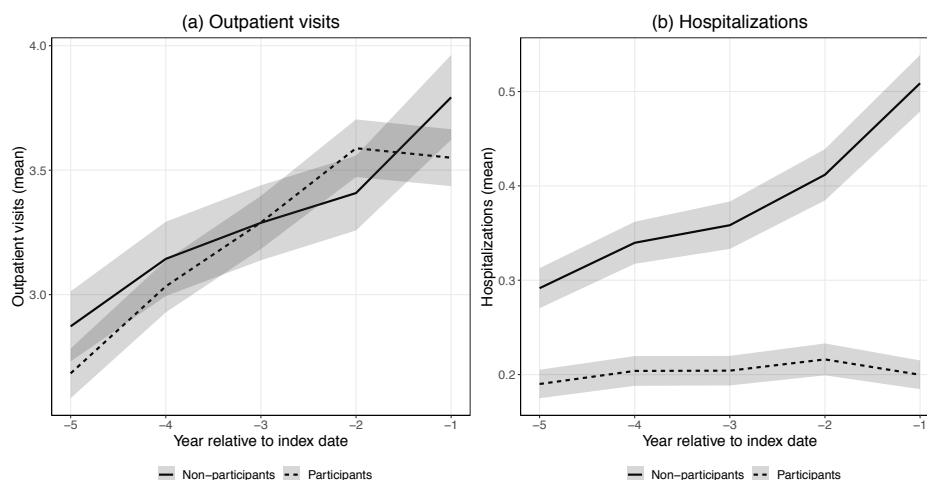 (a) Outpatient visits
Outpatient visits (mean)
4.0
3.5
3.0
−5 −4 −3 −2 −1
Year relative to index date
Non−participants Participants
(b) Hospitalizations
Hospitalizations (mean)
0.5
0.4
0.3
0.2
−5 −4 −3 −2 −1
Year relative to index date
Non−participants Participants